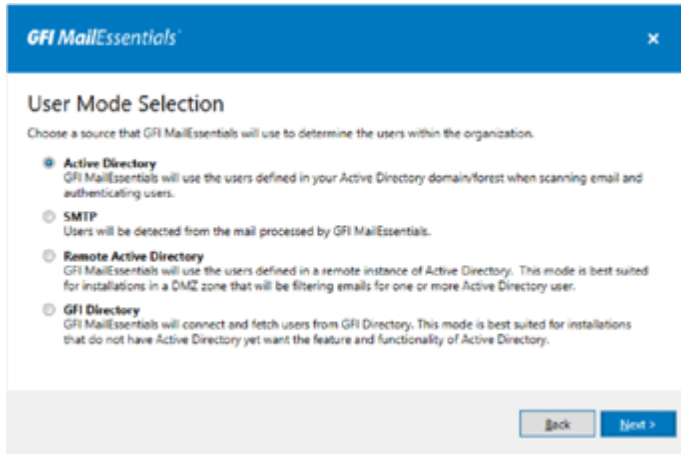 GFI MailEssentials
User Mode Selection
Choose a source that GFI MailEssentials will use to determine the users within the organization.
Active Directory
GFI MailEssentials will use the users defined in your Active Directory domain/forest when scanning email and
authenticating users.
SMTP
Users will be detected from the mail processed by GFI MailEssentials.
Remote Active Directory
GFI MailEssentials will use the users defined in a remote instance of Active Directory. This mode is best suited
for installations in a DMZ zone that will be filtering emails for one or more Active Directory user.
GFI Directory
GFI MailEssentials will connect and fetch users from GFI Directory. This mode is best suited for installations
that do not have Active Directory yet want the feature and functionality of Active Directory.
Back Next >